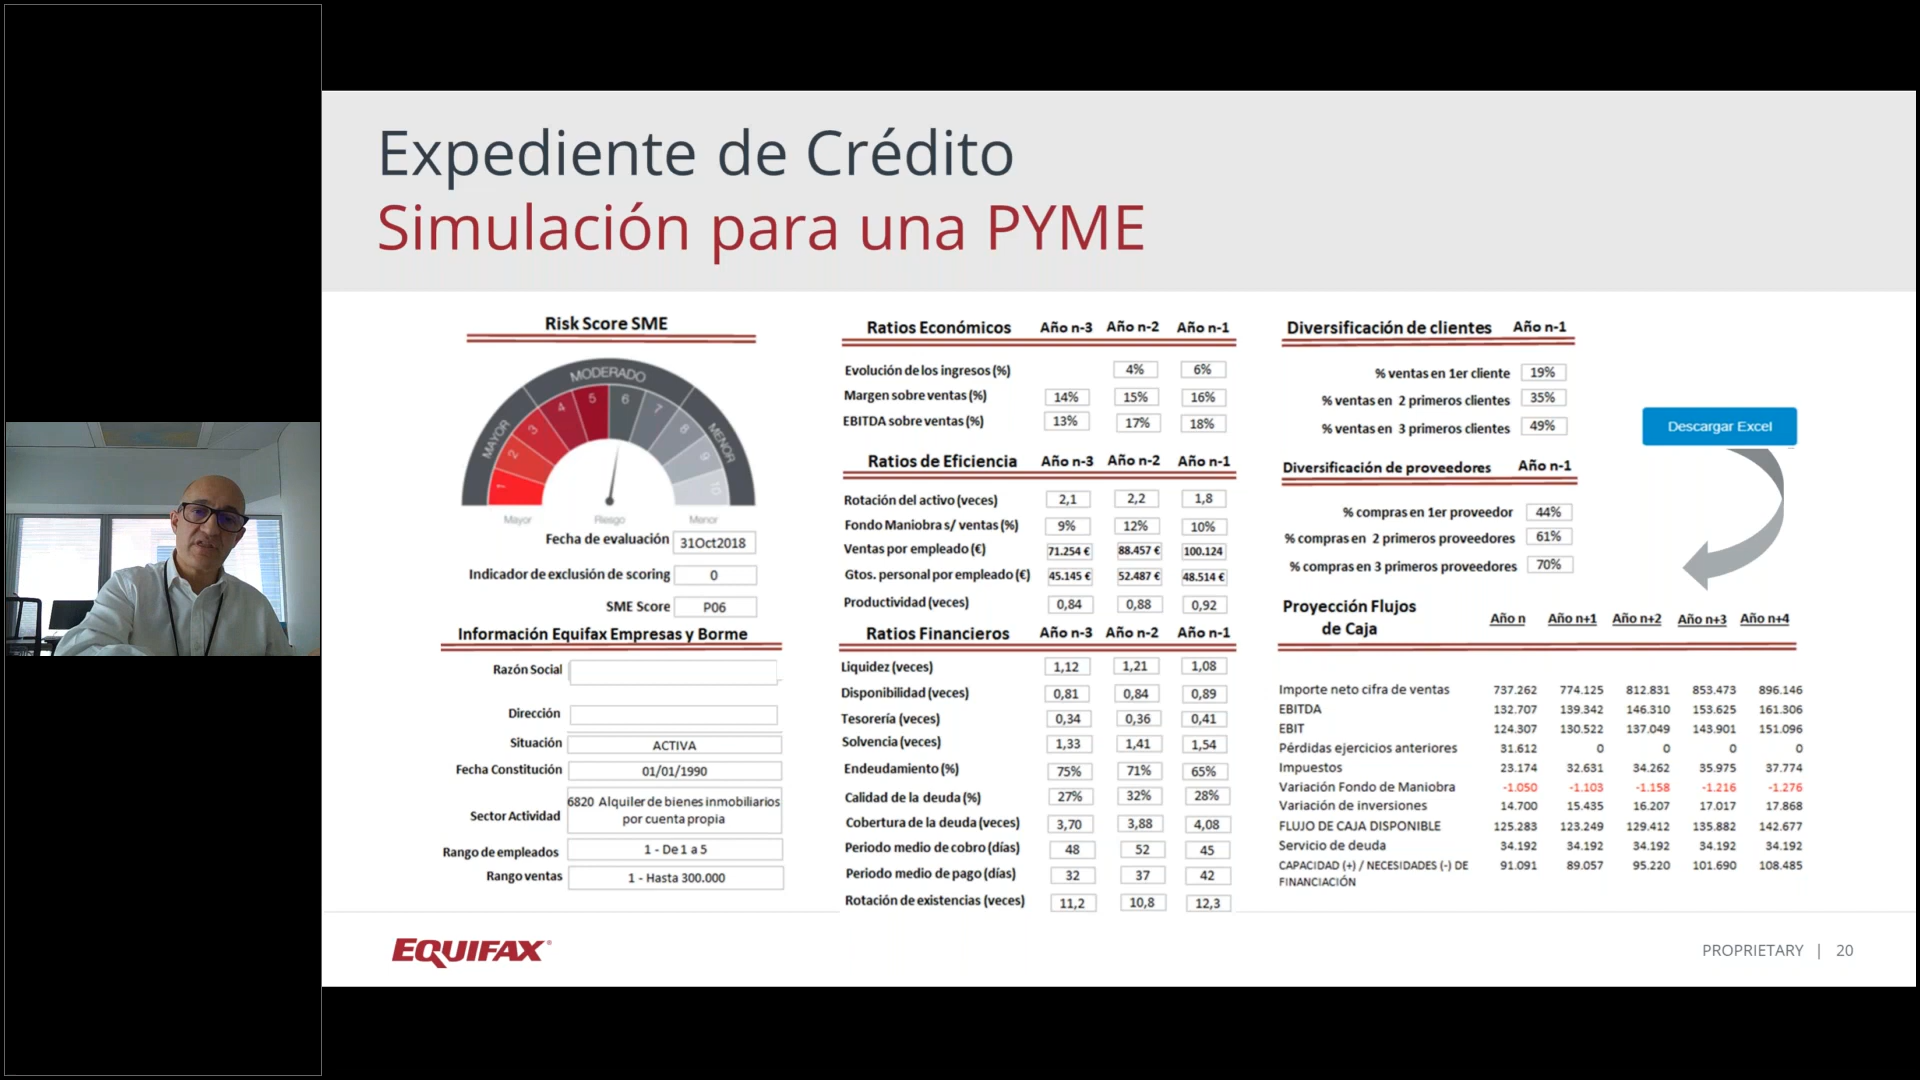 Expediente de Crédito
Simulación para una PYME
Risk Score SME
MAYOR MODERADO MENOR
1 2 3 4 5 6 7 8 9 10
Mayor Riesgo Menor
Fecha de evaluación 31Oct2018
Indicador de exclusión de scoring 0
SME Score P06
Información Equifax Empresas y Borme
Razón Social
Dirección
Situación ACTIVA
Fecha Constitución 01/01/1990
Sector Actividad 6820 Alquiler de bienes inmobiliarios
por cuenta propia
Rango de empleados 1 - De 1 a 5
Rango ventas 1 - Hasta 300.000
Ratios Económicos Año n-3 Año n-2 Año n-1
Evolución de los ingresos (%) 4% 6%
Margen sobre ventas (%) 14% 15% 16%
EBITDA sobre ventas (%) 13% 17% 18%
Ratios de Eficiencia Año n-3 Año n-2 Año n-1
Rotación del activo (veces) 2,1 2,2 1,8
Fondo Maniobra s/ ventas (%) 9% 12% 10%
Ventas por empleado (€) 71.254 € 88.457 € 100.124
Gtos. personal por empleado (€) 45.145 € 52.487 € 48.514 €
Productividad (veces) 0,84 0,88 0,92
Ratios Financieros Año n-3 Año n-2 Año n-1
Liquidez (veces) 1,12 1,21 1,08
Disponibilidad (veces) 0,81 0,84 0,89
Tesorería (veces) 0,34 0,36 0,41
Solvencia (veces) 1,33 1,41 1,54
Endeudamiento (%) 75% 71% 65%
Calidad de la deuda (%) 27% 32% 28%
Cobertura de la deuda (veces) 3,70 3,88 4,08
Periodo medio de cobro (días) 48 52 45
Periodo medio de pago (días) 32 37 42
Rotación de existencias (veces) 11,2 10,8 12,3
Diversificación de clientes Año n-1
% ventas en 1er cliente 19%
% ventas en 2 primeros clientes 35%
% ventas en 3 primeros clientes 49%
Diversificación de proveedores Año n-1
% compras en 1er proveedor 44%
% compras en 2 primeros proveedores 61%
% compras en 3 primeros proveedores 70%
Descargar Excel
Proyección Flujos
de Caja
Año n Año n+1 Año n+2 Año n+3 Año n+4
Importe neto cifra de ventas 737.262 774.125 812.831 853.473 896.146
EBITDA 132.707 139.342 146.310 153.625 161.306
EBIT 124.307 130.522 137.049 143.901 151.096
Pérdidas ejercicios anteriores 31.612 0 0 0 0
Impuestos 23.174 32.631 34.262 35.975 37.774
Variación Fondo de Maniobra -1.050 -1.103 -1.158 -1.216 -1.276
Variación de inversiones 14.700 15.435 16.207 17.017 17.868
FLUJO DE CAJA DISPONIBLE 125.283 123.249 129.412 135.882 142.677
Servicio de deuda 34.192 34.192 34.192 34.192 34.192
CAPACIDAD (+) / NECESIDADES (-) DE 91.091 89.057 95.220 101.690 108.485
FINANCIACIÓN
EQUIFAX®
PROPRIETARY | 20